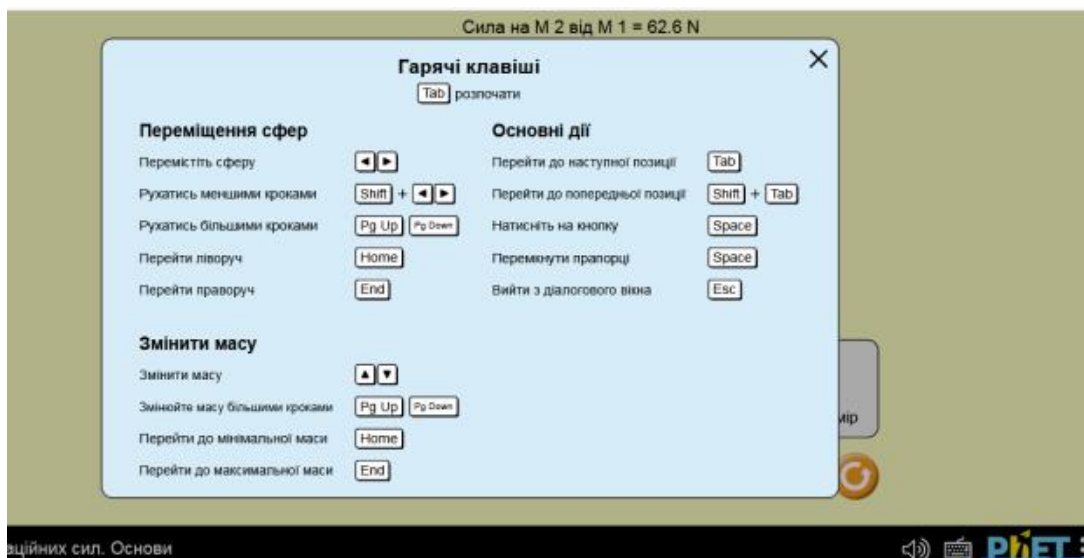 Сила на М 2 від М 1 = 62.6 N
Гарячі клавіші
Tab розпочати
Переміщення сфер
Перемістіть сферу ◄ ►
Рухатись меншими кроками Shift + ◄ ►
Рухатись більшими кроками Pg Up Pg Down
Перейти ліворуч Home
Перейти праворуч End
Основні дії
Перейти до наступної позиції Tab
Перейти до попередньої позиції Shift + Tab
Натисніть на кнопку Space
Перемкнути прапорці Space
Вийти з діалогового вікна Esc
Змінити масу
Змінити масу ▲ ▼
Змінюйте масу більшими кроками Pg Up Pg Down
Перейти до мінімальної маси Home
Перейти до максимальної маси End
мір
аційних сил. Основи
PhET